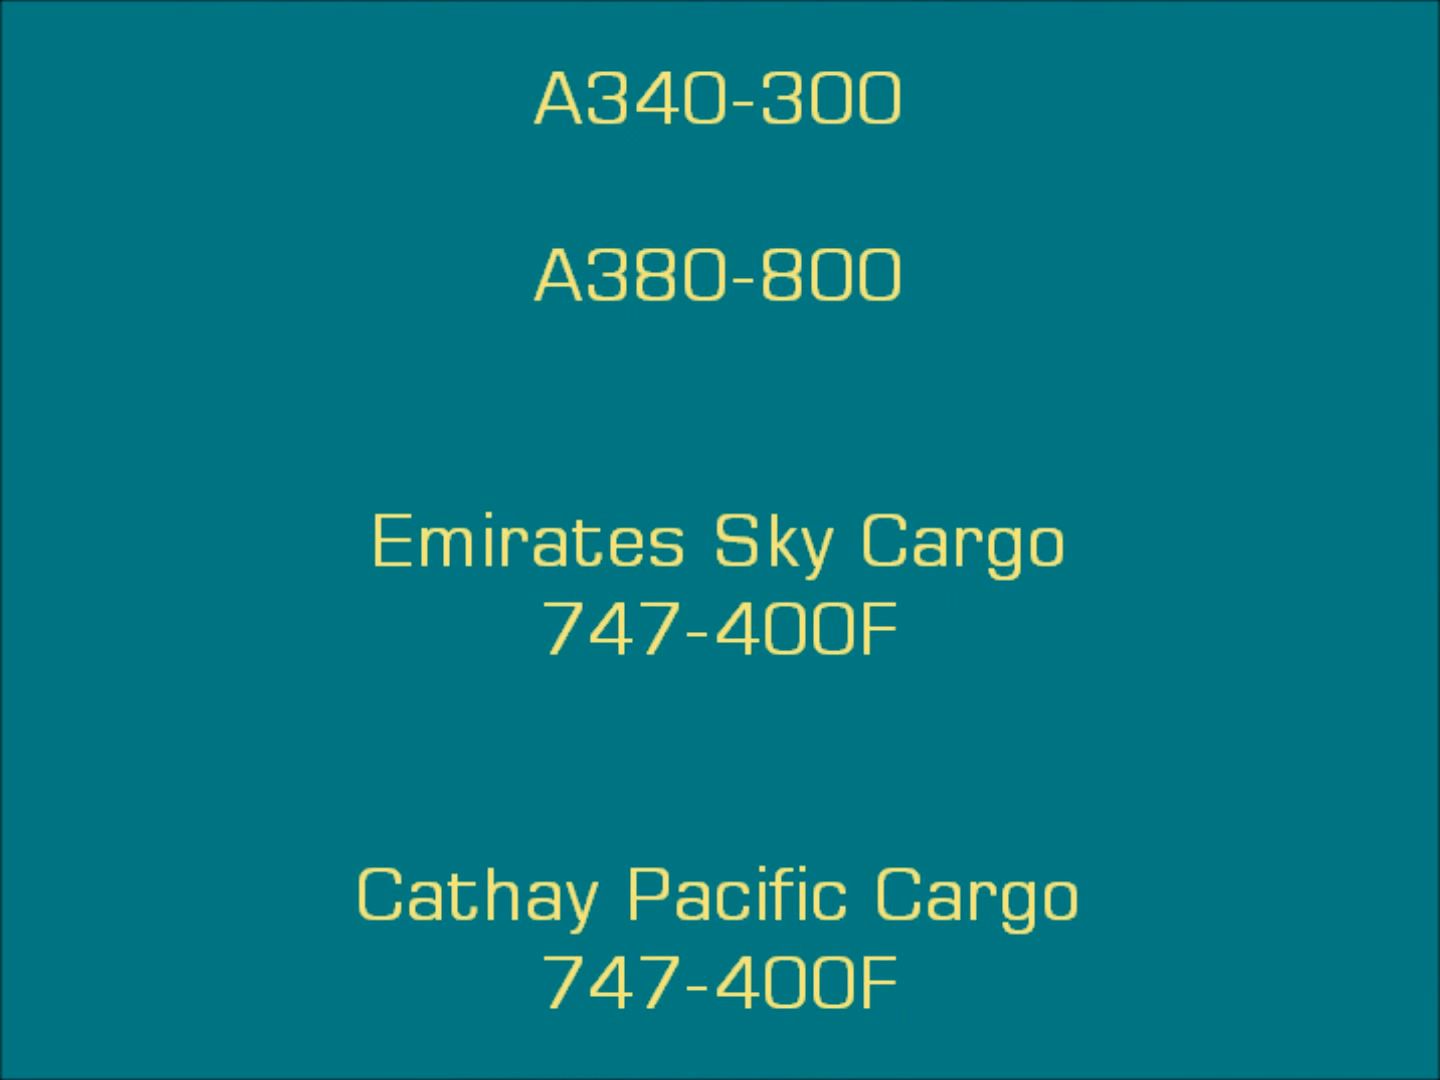 A340-300
A380-800
Emirates Sky Cargo
747-400F
Cathay Pacific Cargo
747-400F